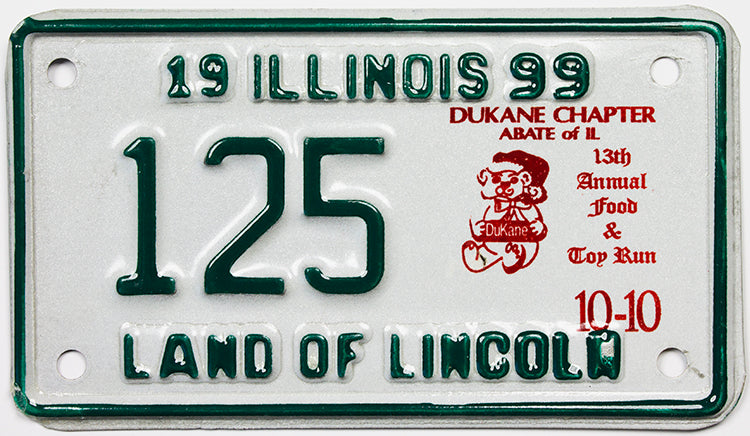 19 ILLINOIS 99
DUKANE CHAPTER
ABATE of IL
125
13th
Annual
Food
&
Toy Run
DuKane
10-10
LAND OF LINCOLN